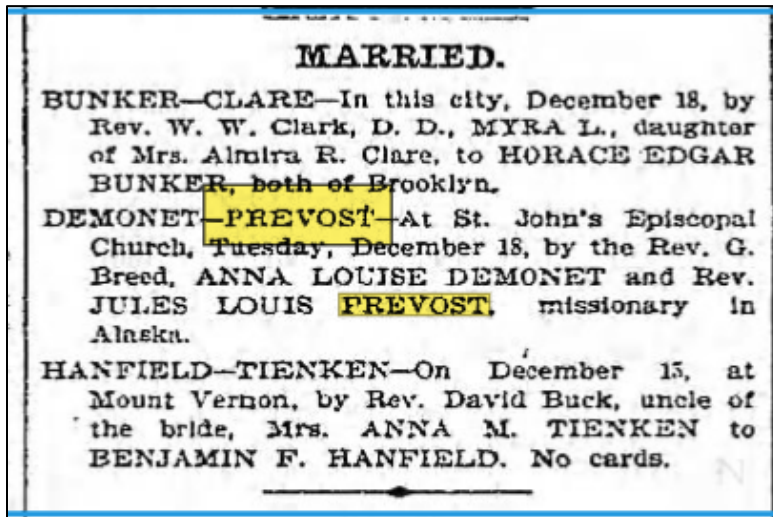 MARRIED.
BUNKER—CLARE—In this city, December 18, by
Rev. W. W. Clark, D. D., MYRA L., daughter
of Mrs. Almira R. Clare, to HORACE EDGAR
BUNKER, both of Brooklyn.
DEMONET—PREVOST—At St. John's Episcopal
Church, Tuesday, December 18, by the Rev. G.
Breed, ANNA LOUISE DEMONET and Rev.
JULES LOUIS PREVOST, missionary in
Alaska.
HANFIELD—TIENKEN—On December 15, at
Mount Vernon, by Rev. David Buck, uncle of
the bride, Mrs. ANNA M. TIENKEN to
BENJAMIN F. HANFIELD. No cards.